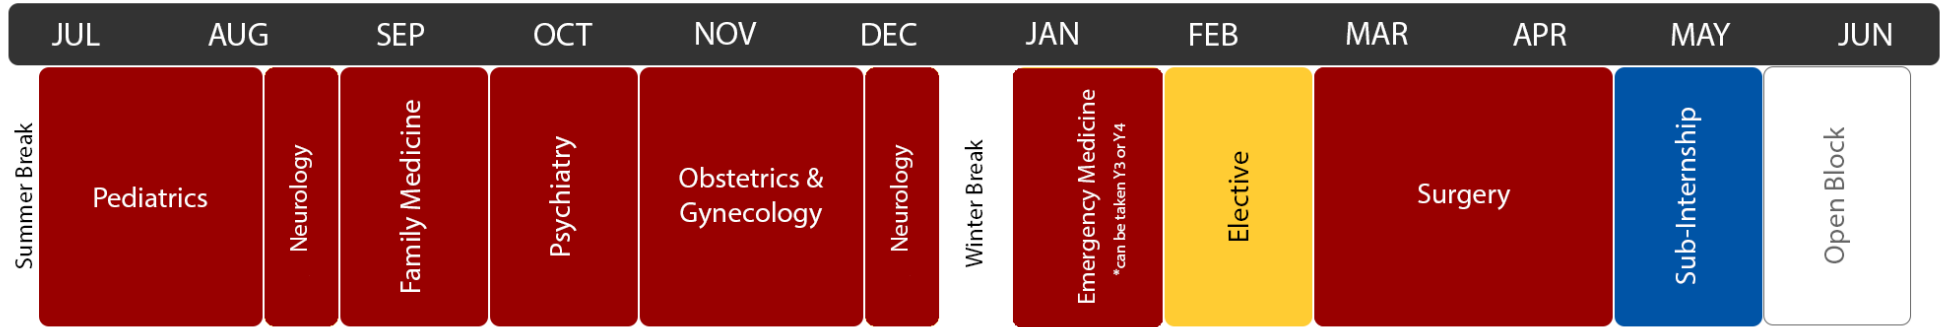 JUL AUG SEP OCT NOV DEC JAN FEB MAR APR MAY JUN
Summer Break
Pediatrics
Neurology
Family Medicine
Psychiatry
Obstetrics &
Gynecology
Neurology
Winter Break
Emergency Medicine
*can be taken Y3 or Y4
Elective
Surgery
Sub-Internship
Open Block